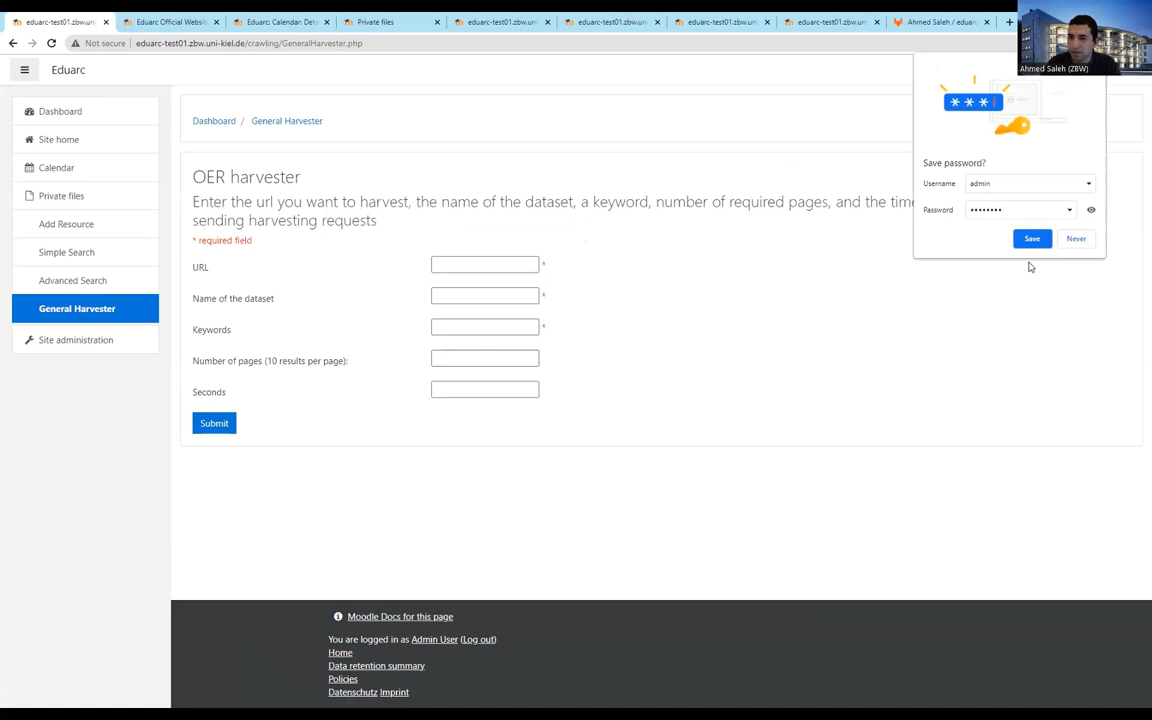 eduarc-test01.zbw.uni
Eduarc Official Websit
Eduarc: Calendar: Deta
Private files
eduarc-test01.zbw.uni-
eduarc-test01.zbw.uni-
eduarc-test01.zbw.uni-
eduarc-test01.zbw.uni-
Ahmed Saleh / eduarc
Not secure
eduarc-test01.zbw.uni-kiel.de/crawling/GeneralHarvester.php
Ahmed Saleh (ZBW)
Eduarc
Dashboard
Site home
Calendar
Private files
Add Resource
Simple Search
Advanced Search
General Harvester
Site administration
Dashboard / General Harvester
OER harvester
Enter the url you want to harvest, the name of the dataset, a keyword, number of required pages, and the time
sending harvesting requests
* required field
URL *
Name of the dataset *
Keywords *
Number of pages (10 results per page):
Seconds
Submit
* * *
Save password?
Username admin
Password ••••••••
Save Never
Moodle Docs for this page
You are logged in as Admin User (Log out)
Home
Data retention summary
Policies
Datenschutz Imprint